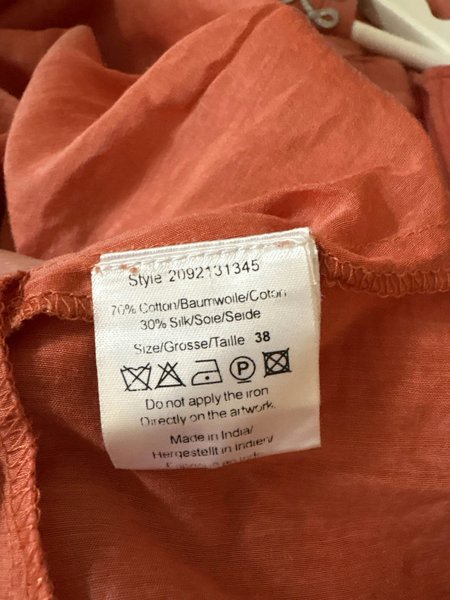 Style 2092131345
70% Cotton/Baumwolle/Coton
30% Silk/Soie/Seide
Size/Grosse/Taille 38
P
Do not apply the iron
Directly on the artwork.
Made in India/
Hergestellt in Indien/